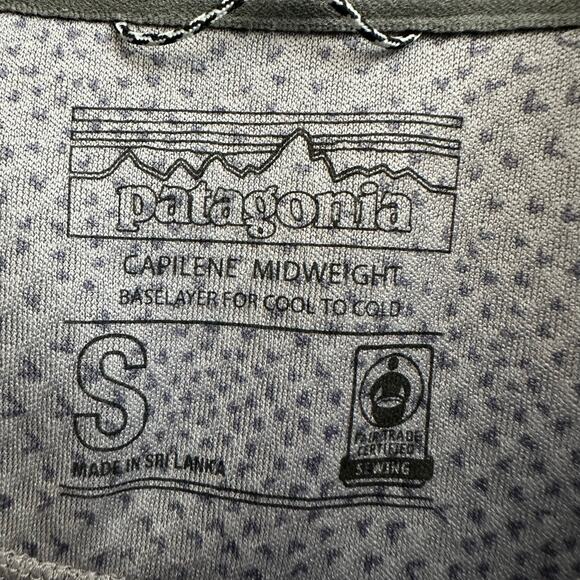 patagonia
CAPILENE MIDWEIGHT
BASELAYER FOR COOL TO COLD
S
MADE IN SRI LANKA
FAIR TRADE
CERTIFIED
SEWING